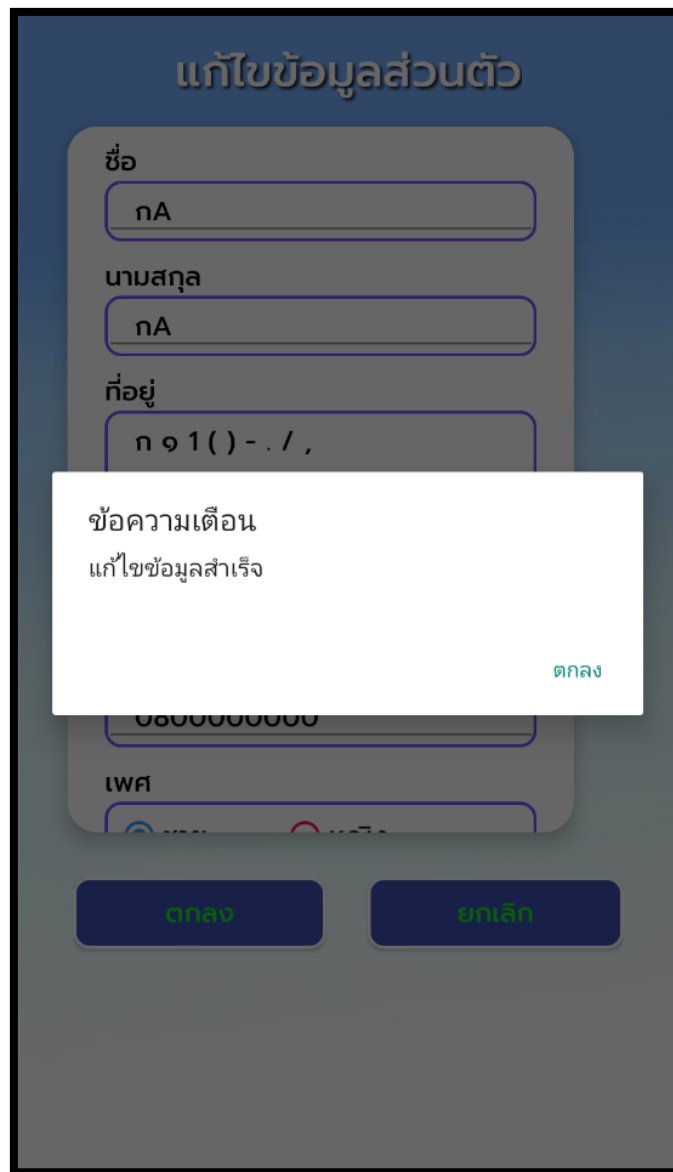 แก้ไขข้อมูลส่วนตัว
ชื่อ
กA
นามสกุล
กA
ที่อยู่
ก ๑ 1 ( ) - . / ,
ข้อความเตือน
แก้ไขข้อมูลสำเร็จ
ตกลง
0800000000
เพศ
ตกลง ยกเลิก